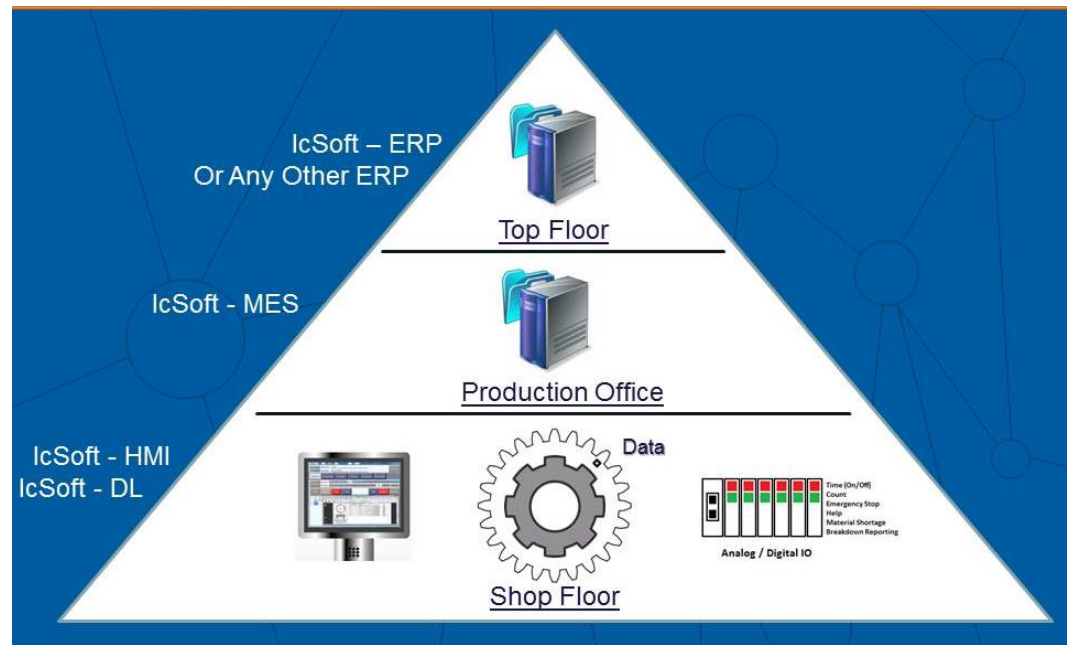 IcSoft – ERP
Or Any Other ERP
Top Floor
IcSoft - MES
Production Office
IcSoft - HMI
IcSoft - DL
Data
Time (On/Off)
Count
Emergency Stop
Help
Material Shortage
Breakdown Reporting
Analog / Digital IO
Shop Floor